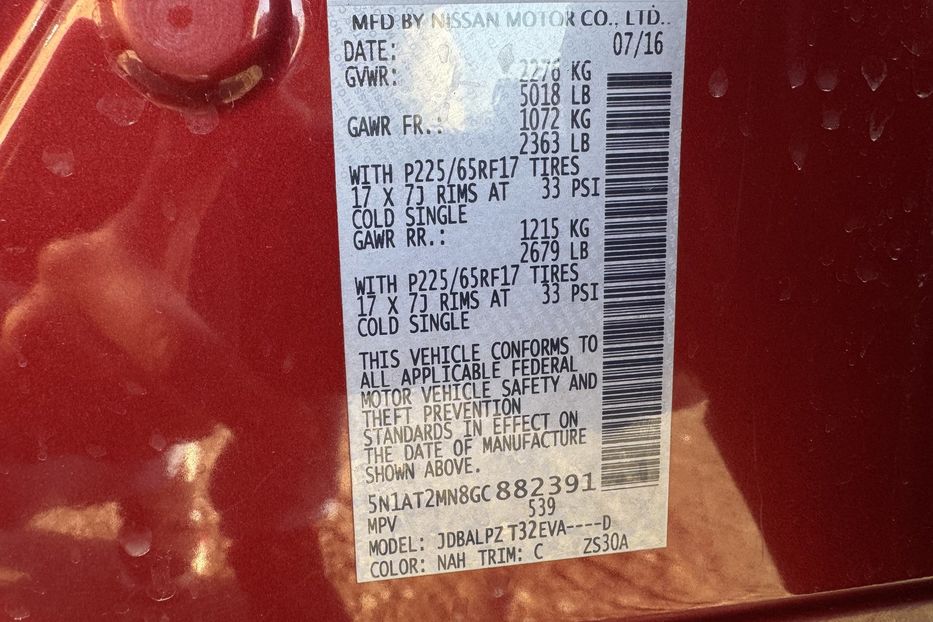 MFD BY NISSAN MOTOR CO., LTD.
DATE: 07/16
GVWR: 2276 KG
5018 LB
GAWR FR.: 1072 KG
2363 LB
WITH P225/65RF17 TIRES
17 X 7J RIMS AT 33 PSI
COLD SINGLE
GAWR RR.: 1215 KG
2679 LB
WITH P225/65RF17 TIRES
17 X 7J RIMS AT 33 PSI
COLD SINGLE
THIS VEHICLE CONFORMS TO
ALL APPLICABLE FEDERAL
MOTOR VEHICLE SAFETY AND
THEFT PREVENTION
STANDARDS IN EFFECT ON
THE DATE OF MANUFACTURE
SHOWN ABOVE.
5N1AT2MN8GC882391
MPV 539
MODEL: JDBALPZ T32EVA----D
COLOR: NAH TRIM: C ZS30A